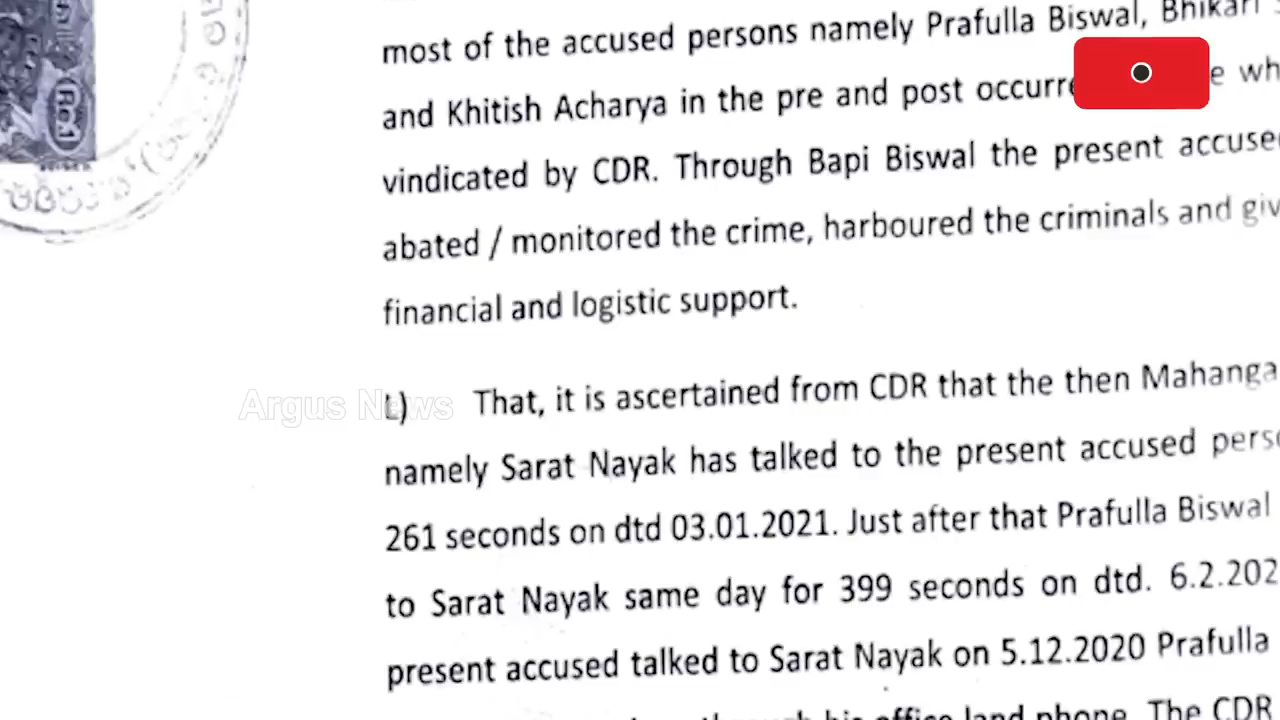 most of the accused persons namely Prafulla Biswal, Bhikari
and Khitish Acharya in the pre and post
vindicated by CDR. Through Bapi Biswal the present accused
abated / monitored the crime, harboured the criminals and
financial and logistic support.
Argus News
L) That, it is ascertained from CDR that the then Mahanga
namely Sarat Nayak has talked to the present accused
261 seconds on dtd 03.01.2021. Just after that Prafulla Biswal
to Sarat Nayak same day for 399 seconds on dtd. 6.2.202
present accused talked to Sarat Nayak on 5.12.2020 Prafulla
through his office land phone. The CDR